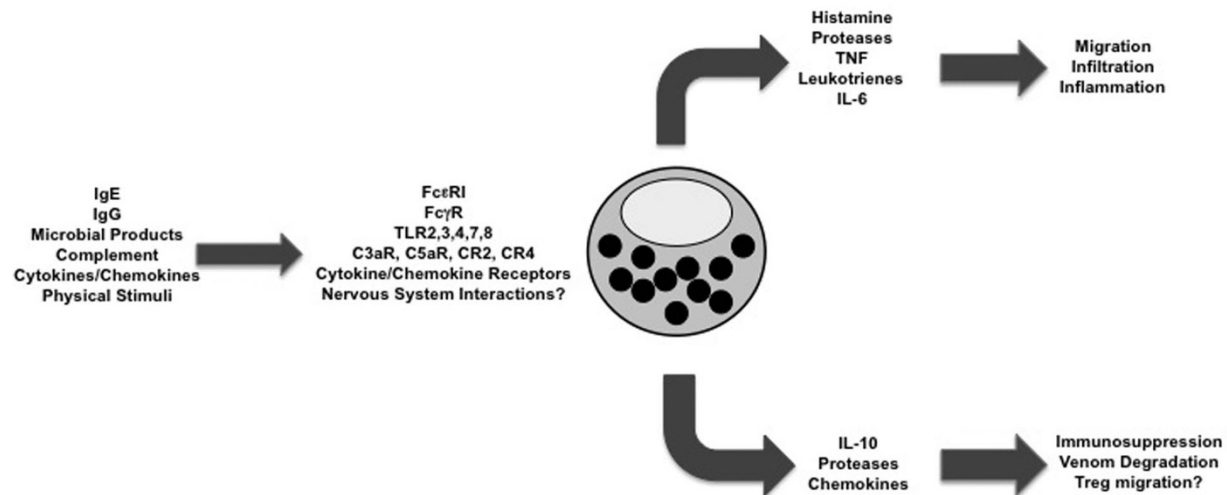 IgE
IgG
Microbial Products
Complement
Cytokines/Chemokines
Physical Stimuli
FcεRI
FcγR
TLR2,3,4,7,8
C3aR, C5aR, CR2, CR4
Cytokine/Chemokine Receptors
Nervous System Interactions?
Histamine
Proteases
TNF
Leukotrienes
IL-6
Migration
Infiltration
Inflammation
IL-10
Proteases
Chemokines
Immunosuppression
Venom Degradation
Treg migration?